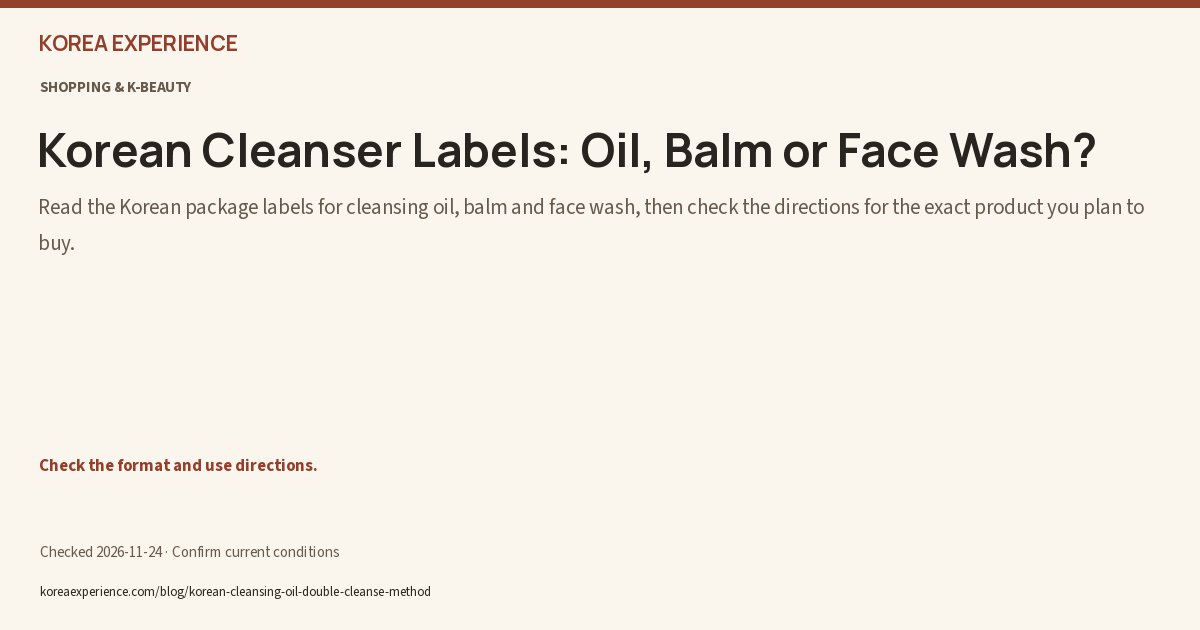 KOREA EXPERIENCE
SHOPPING & K-BEAUTY
Korean Cleanser Labels: Oil, Balm or Face Wash?
Read the Korean package labels for cleansing oil, balm and face wash, then check the directions for the exact product you plan to
buy.
Check the format and use directions.
Checked 2026-11-24 · Confirm current conditions
koreaexperience.com/blog/korean-cleansing-oil-double-cleanse-method